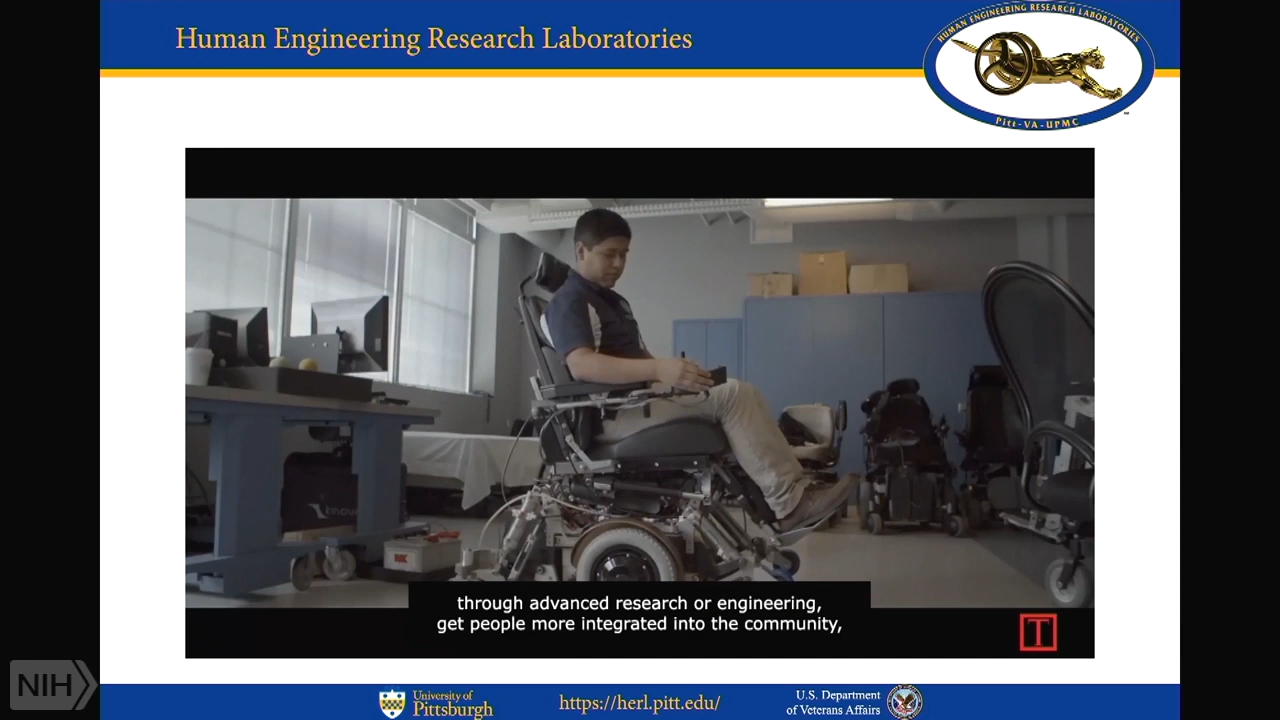 Human Engineering Research Laboratories
HUMAN ENGINEERING RESEARCH LABORATORIES
Pitt-VA-UPMC
through advanced research or engineering,
get people more integrated into the community,
T
NIH
University of
Pittsburgh
https://herl.pitt.edu/
U.S. Department
of Veterans Affairs